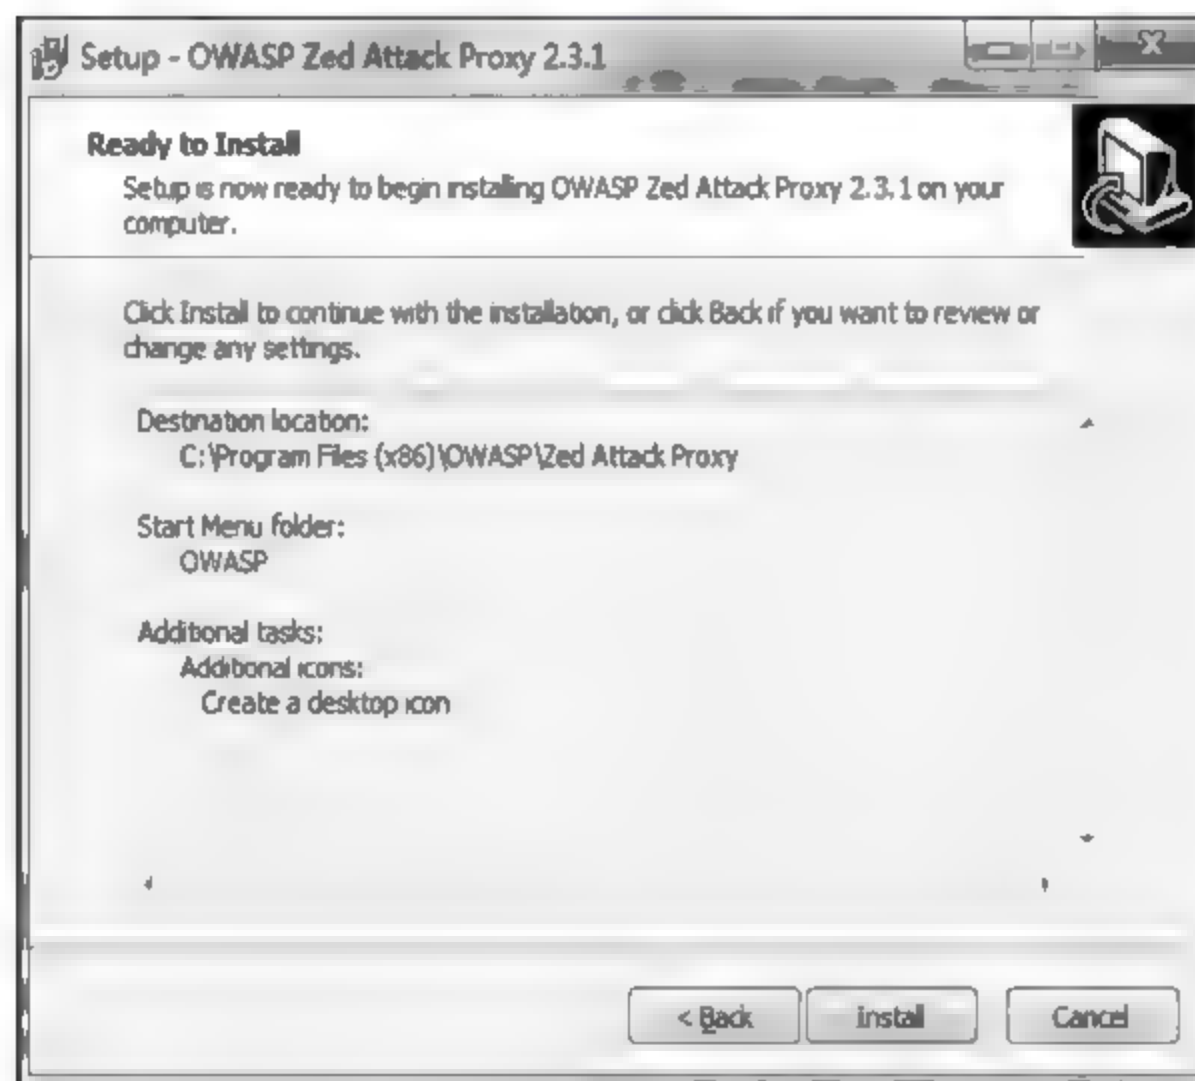 Setup - OWASP Zed Attack Proxy 2.3.1
Ready to Install
Setup is now ready to begin installing OWASP Zed Attack Proxy 2.3.1 on your
computer.
Click Install to continue with the installation, or click Back if you want to review or
change any settings.
Destination location:
C:\Program Files (x86)\OWASP\Zed Attack Proxy
Start Menu folder:
OWASP
Additional tasks:
Additional icons:
Create a desktop icon
< Back
Install
Cancel